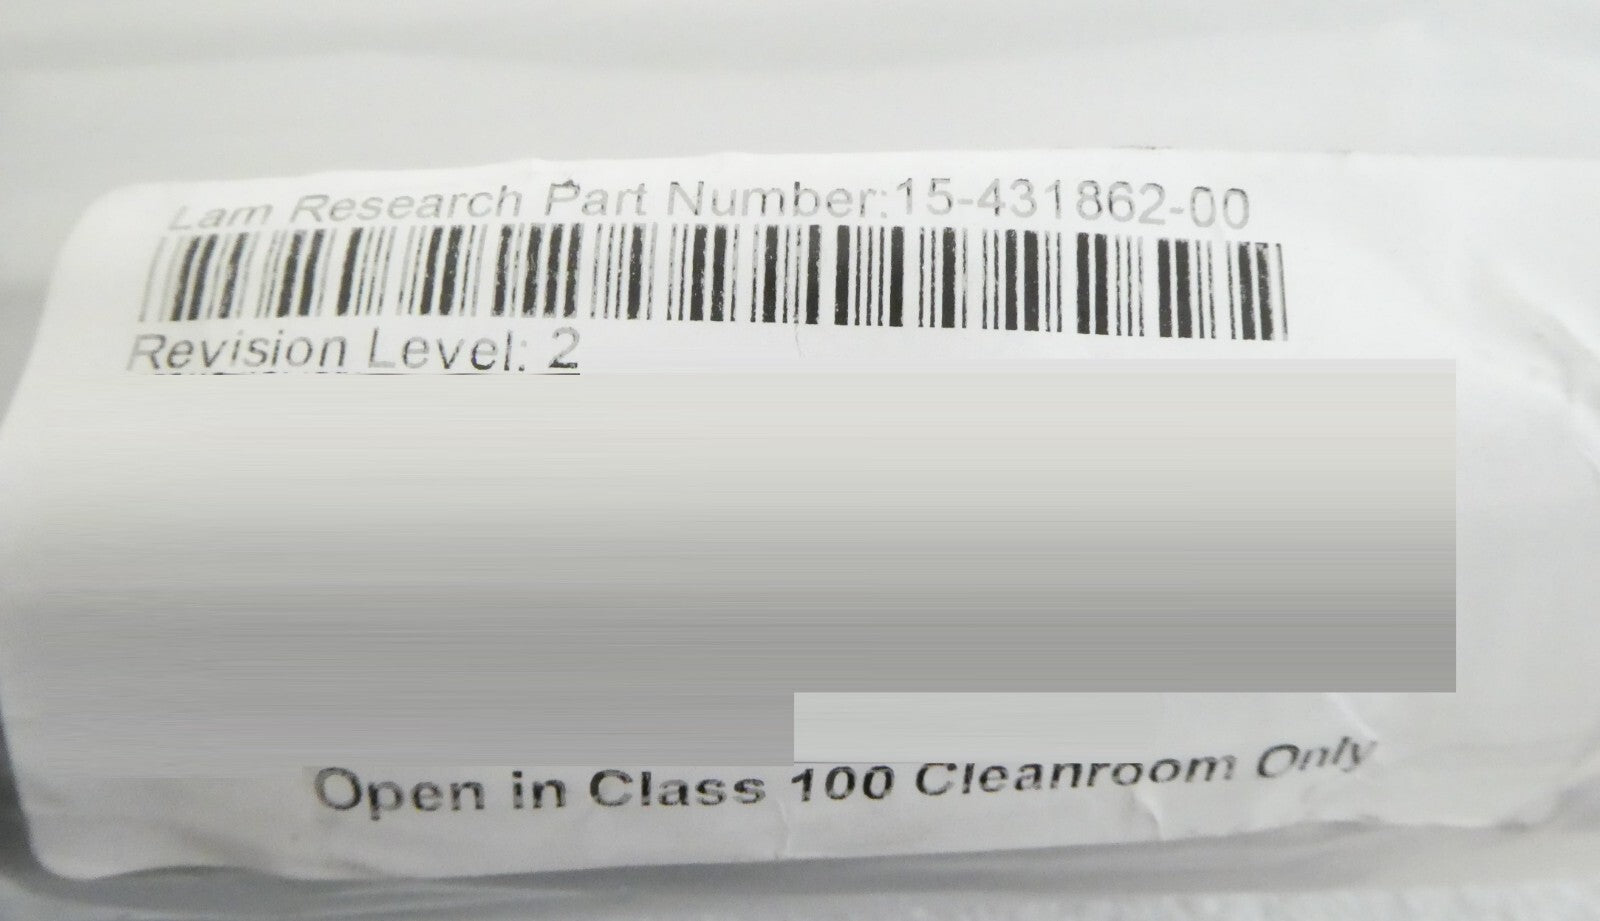 Lam Research Part Number:15-431862-00
Revision Level: 2
Open in Class 100 Cleanroom Only